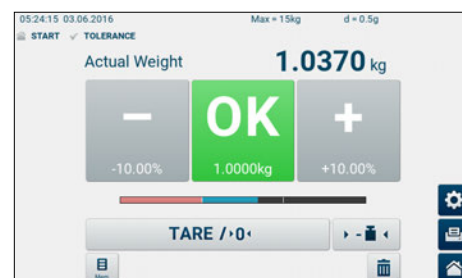 05:24:15 03.06.2016 Max = 15kg d = 0.5g
START TOLERANCE
Actual Weight 1.0370 kg
− OK +
-10.00% 1.0000kg +10.00%
TARE /›0‹ › - ‹